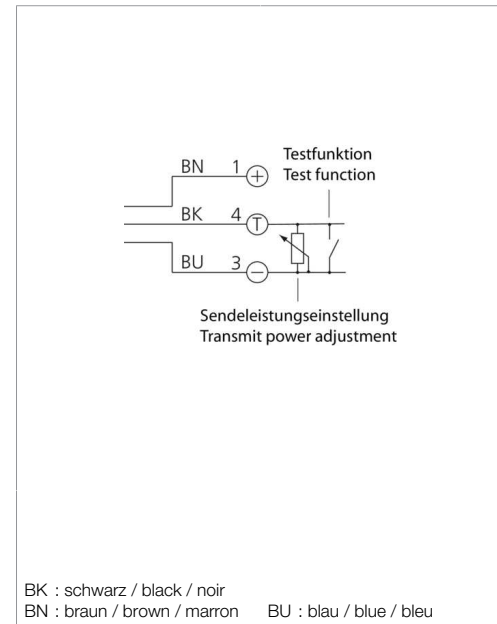 Testfunktion
BN 1 + Test function
BK 4 T
BU 3 −
Sendeleistungseinstellung
Transmit power adjustment
BK : schwarz / black / noir
BN : braun / brown / marron BU : blau / blue / bleu